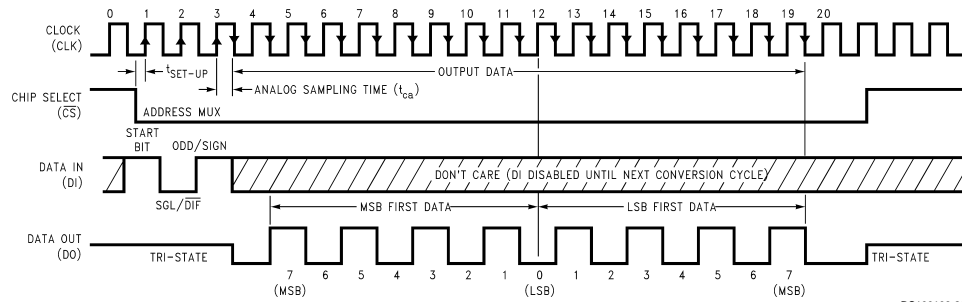 0 1 2 3 4 5 6 7 8 9 10 11 12 13 14 15 16 17 18 19 20
CLOCK
(CLK)
tSET-UP
OUTPUT DATA
ANALOG SAMPLING TIME (tca)
CHIP SELECT
(CS)
ADDRESS MUX
START
BIT
ODD/SIGN
DATA IN
(DI)
DON'T CARE (DI DISABLED UNTIL NEXT CONVERSION CYCLE)
SGL/DIF
MSB FIRST DATA
LSB FIRST DATA
DATA OUT
(DO)
TRI-STATE
TRI-STATE
7 6 5 4 3 2 1 0 1 2 3 4 5 6 7
(MSB) (LSB) (MSB)